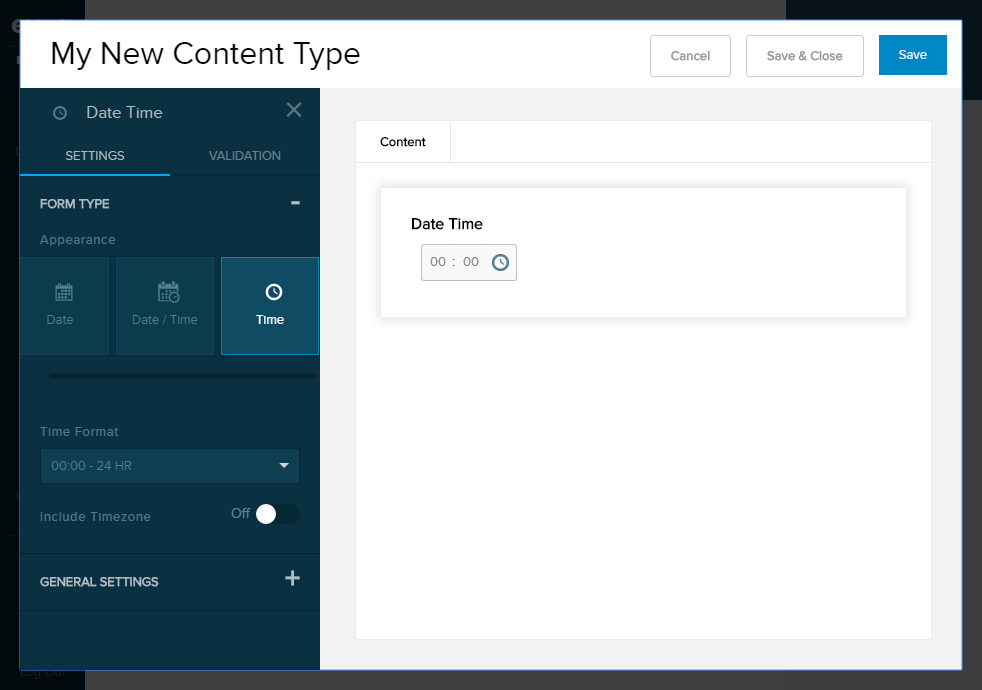 My New Content Type
Cancel
Save & Close
Save
Date Time
SETTINGS
VALIDATION
FORM TYPE
Appearance
Date
Date / Time
Time
Time Format
00:00 - 24 HR
Include Timezone
Off
GENERAL SETTINGS
Content
Date Time
00 : 00
Log Out